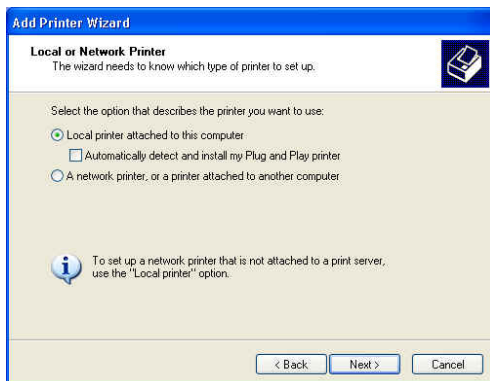 Add Printer Wizard
Local or Network Printer
The wizard needs to know which type of printer to set up.
Select the option that describes the printer you want to use:
Local printer attached to this computer
Automatically detect and install my Plug and Play printer
A network printer, or a printer attached to another computer
To set up a network printer that is not attached to a print server,
use the "Local printer" option.
< Back Next > Cancel